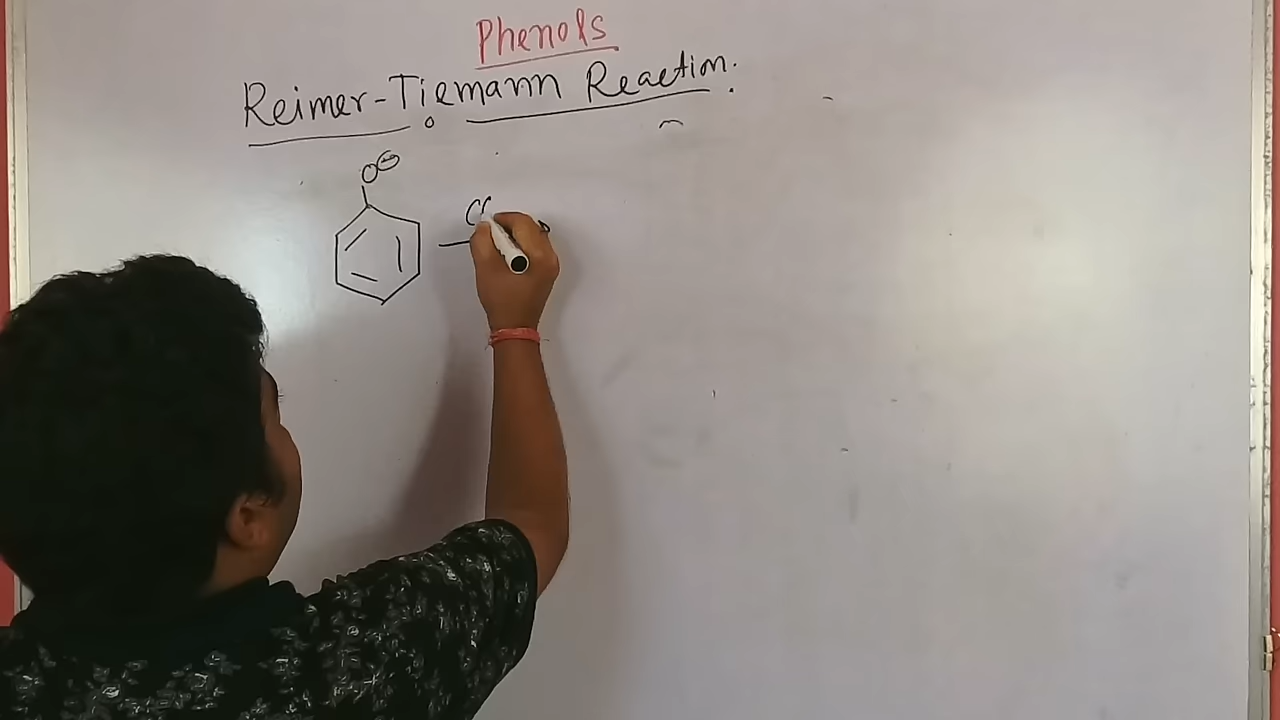 Phenols
Reimer-Tiemann Reaction.
O⊖